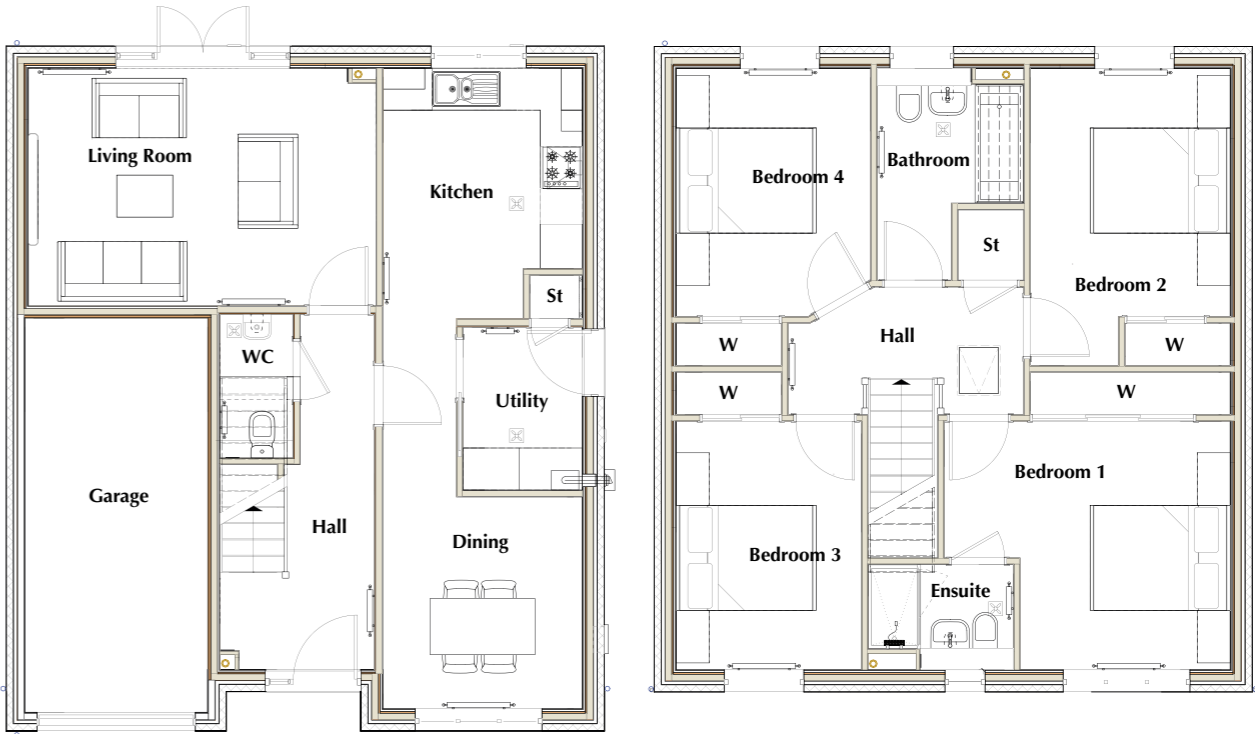 Living Room
Kitchen
St
WC
Utility
Garage
Hall
Dining
Bedroom 4
Bathroom
St
Bedroom 2
Hall
W
W
W
W
Bedroom 1
Bedroom 3
Ensuite